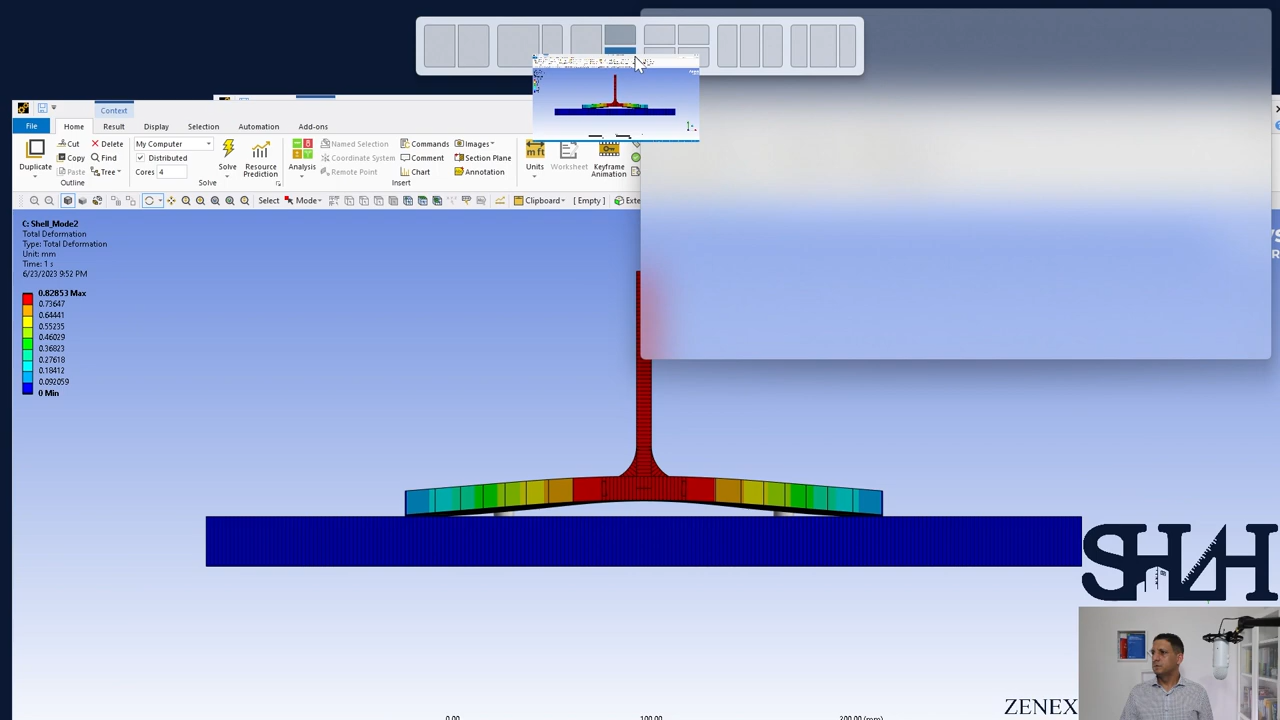 Context
File
Home
Result
Display
Selection
Automation
Add-ons
Duplicate
Cut
Copy
Paste
Delete
Find
Tree
Outline
My Computer
Distributed
Cores 4
Solve
Resource
Prediction
Solve
Analysis
Named Selection
Coordinate System
Remote Point
Commands
Comment
Chart
Images
Section Plane
Annotation
Insert
Units
Worksheet
Keyframe
Animation
Select
Mode
Clipboard
[ Empty ]
C: Shell_Mode2
Total Deformation
Type: Total Deformation
Unit: mm
Time: 1 s
6/23/2023 9:52 PM
0.82853 Max
0.73647
0.64441
0.55235
0.46029
0.36823
0.27618
0.18412
0.092059
0 Min
0.00
100.00
200.00 (mm)
ZENEX